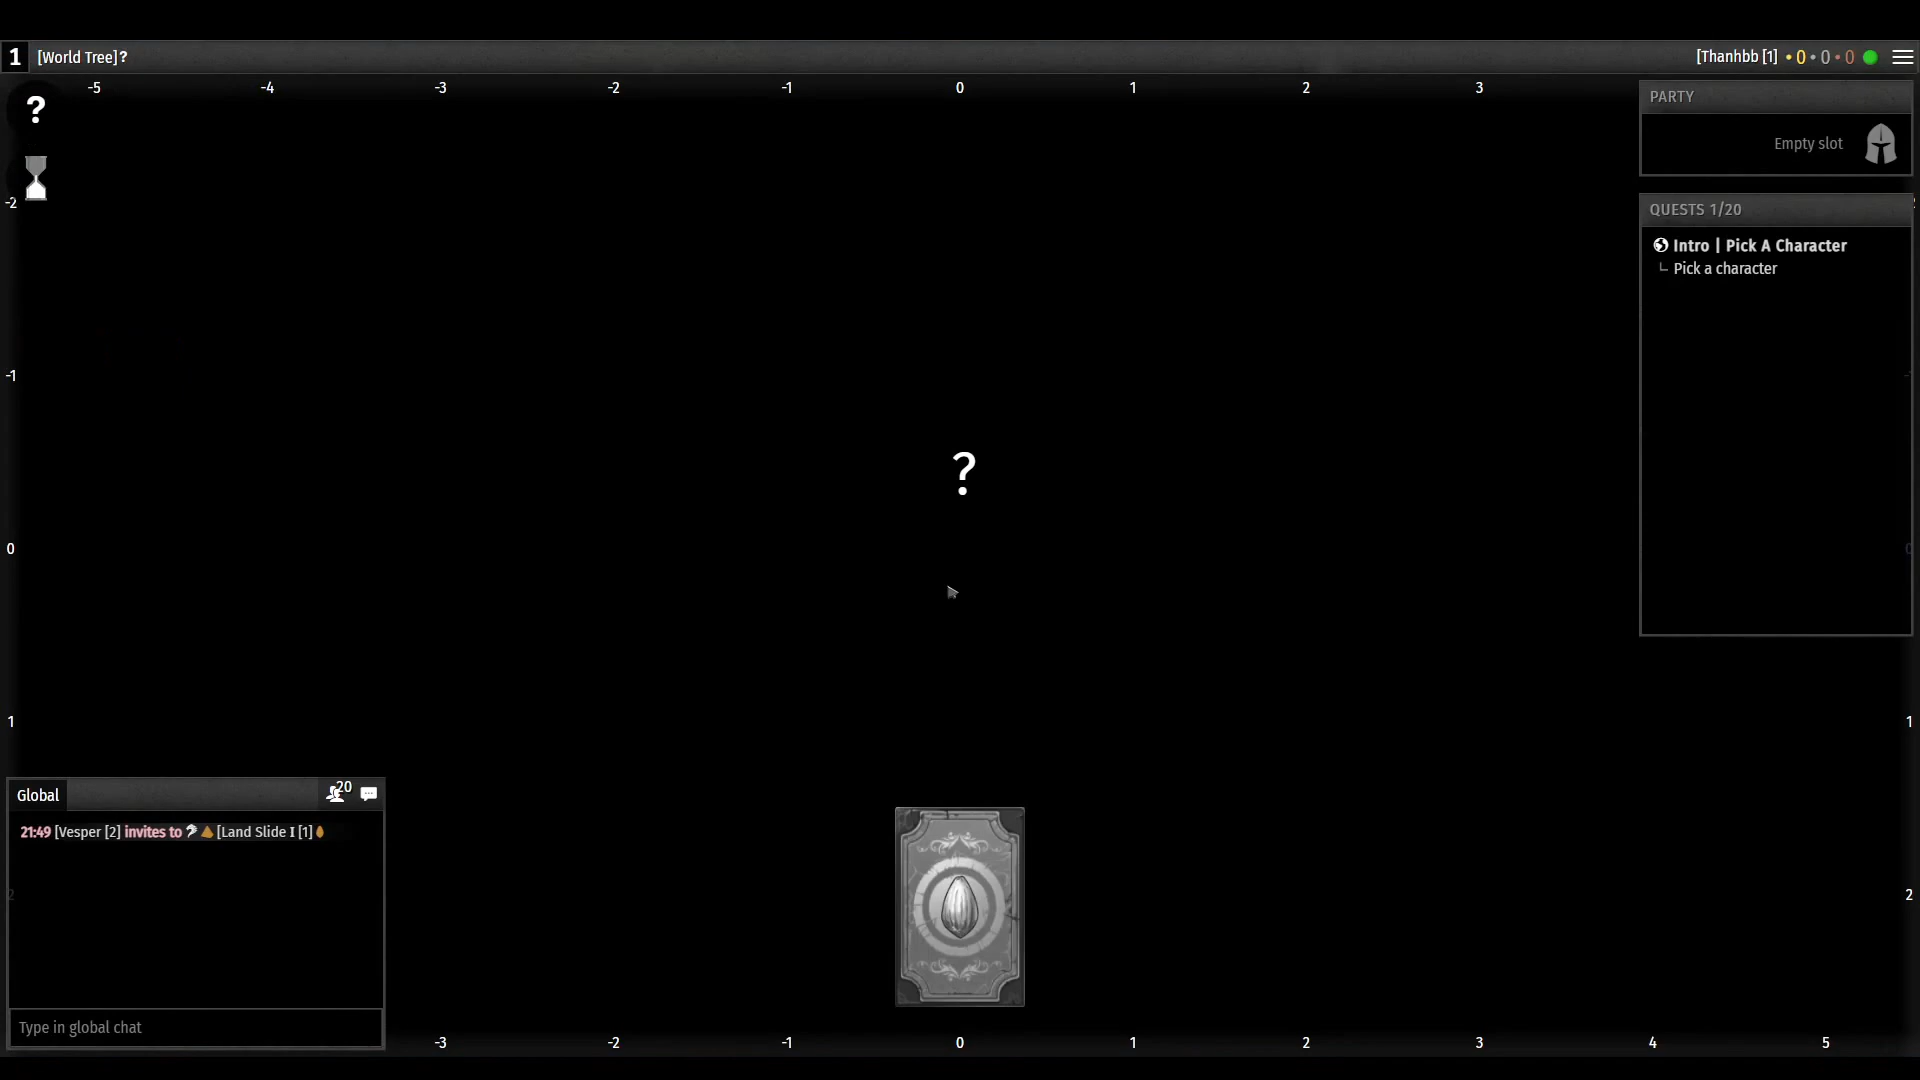 1 [World Tree]?
[Thanhbb [1] • 0 • 0 • 0
-5 -4 -3 -2 -1 0 1 2 3
?
PARTY
Empty slot
-2
QUESTS 1/20
Intro | Pick A Character
Pick a character
-1
-1
?
0
0
1
1
Global
20
21:49 [Vesper [2] invites to [Land Slide I [1]
2
2
Type in global chat
-3 -2 -1 0 1 2 3 4 5